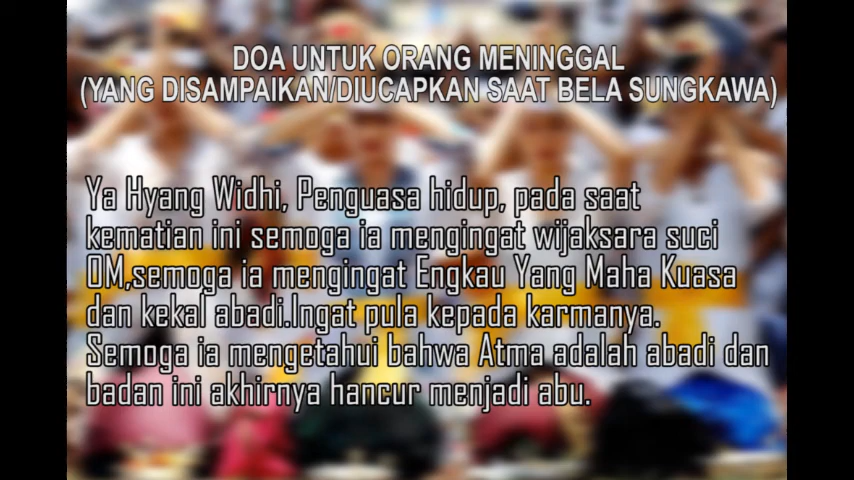 DOA UNTUK ORANG MENINGGAL
(YANG DISAMPAIKAN/DIUCAPKAN SAAT BELA SUNGKAWA)
Ya Hyang Widhi, Penguasa hidup, pada saat
kematian ini semoga ia mengingat wijaksara suci
OM,semoga ia mengingat Engkau Yang Maha Kuasa
dan kekal abadi.Ingat pula kepada karmanya.
Semoga ia mengetahui bahwa Atma adalah abadi dan
badan ini akhirnya hancur menjadi abu.